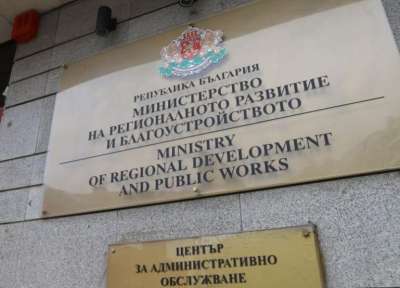 РЕПУБЛИКА БЪЛГАРИЯ
МИНИСТЕРСТВО
НА РЕГИОНАЛНОТО РАЗВИТИЕ
И БЛАГОУСТРОЙСТВОТО
MINISTRY
OF REGIONAL DEVELOPMENT
AND PUBLIC WORKS
ЦЕНТЪР
ЗА АДМИНИСТРАТИВНО
ОБСЛУЖВАНЕ